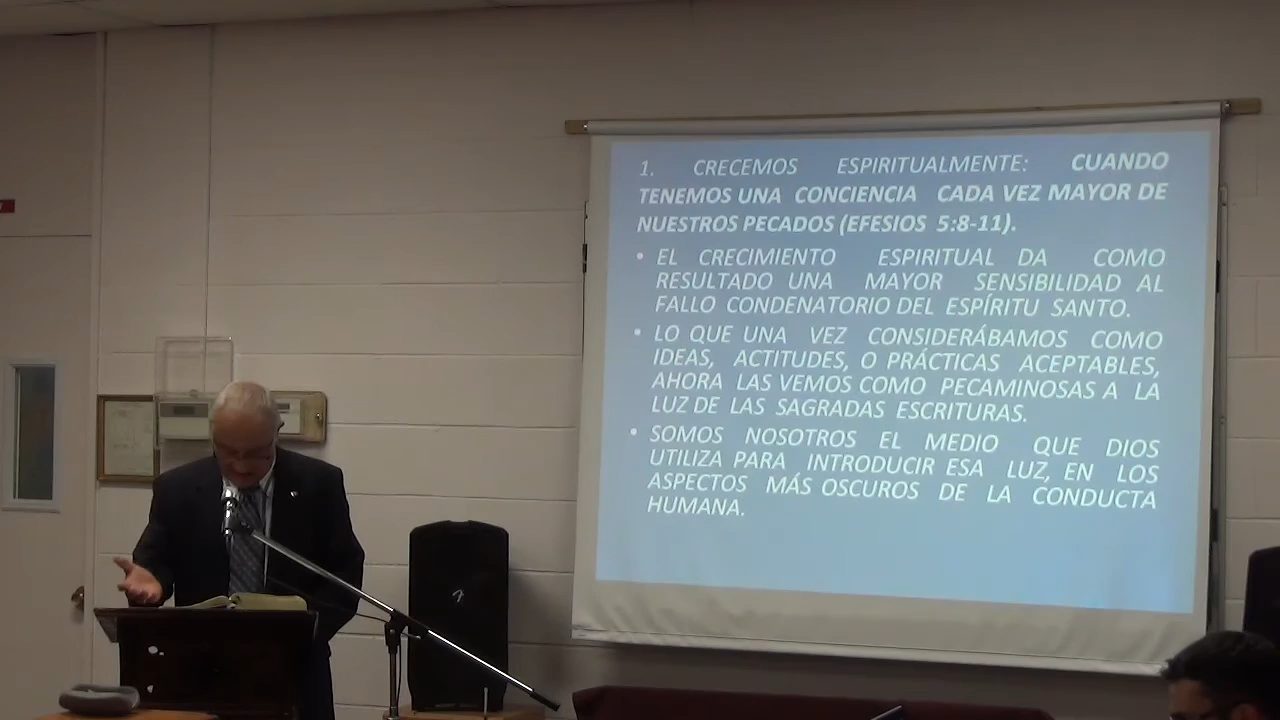 1. CRECEMOS ESPIRITUALMENTE: CUANDO
TENEMOS UNA CONCIENCIA CADA VEZ MAYOR DE
NUESTROS PECADOS (EFESIOS 5:8-11).
• EL CRECIMIENTO ESPIRITUAL DA COMO
RESULTADO UNA MAYOR SENSIBILIDAD AL
FALLO CONDENATORIO DEL ESPÍRITU SANTO.
• LO QUE UNA VEZ CONSIDERÁBAMOS COMO
IDEAS, ACTITUDES, O PRÁCTICAS ACEPTABLES,
AHORA LAS VEMOS COMO PECAMINOSAS A LA
LUZ DE LAS SAGRADAS ESCRITURAS.
• SOMOS NOSOTROS EL MEDIO QUE DIOS
UTILIZA PARA INTRODUCIR ESA LUZ, EN LOS
ASPECTOS MÁS OSCUROS DE LA CONDUCTA
HUMANA.